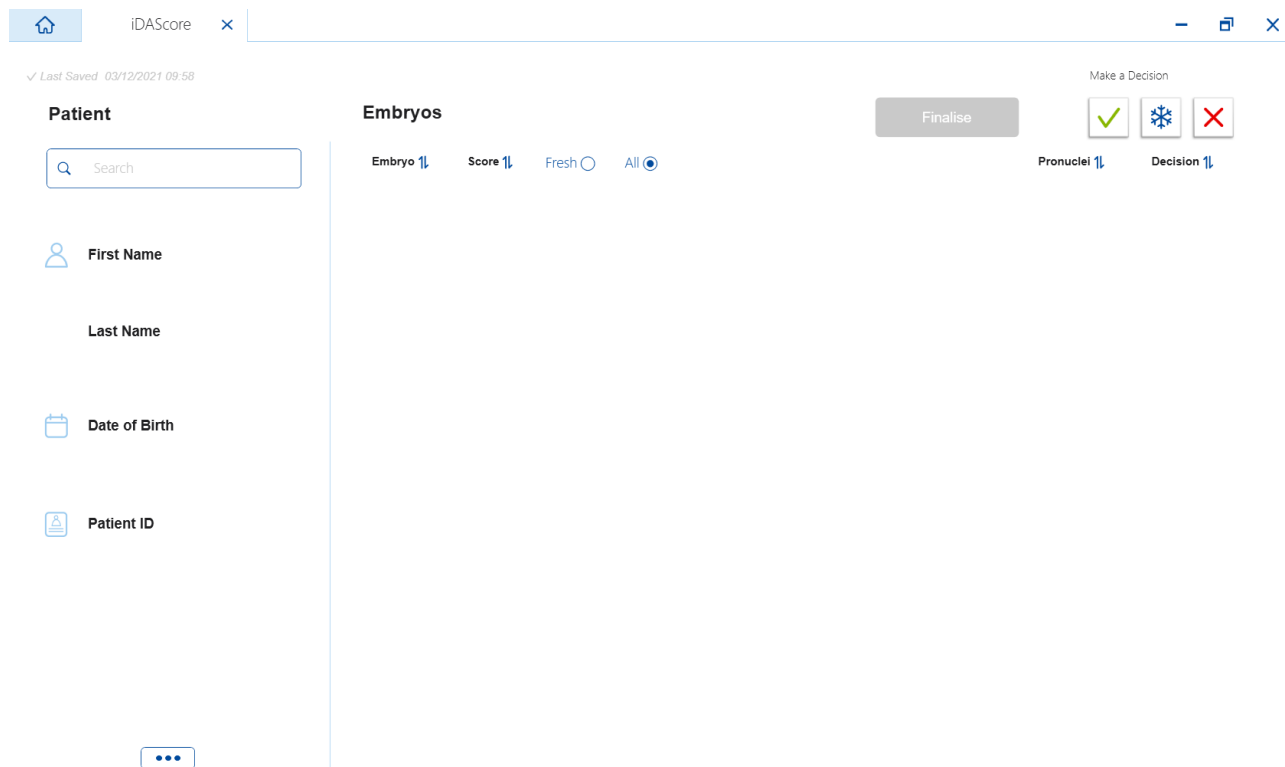 iDAScore
Last Saved 03/12/2021 09:58
Make a Decision
Patient
Embryos
Finalise
Search
Embryo Score Fresh All Pronuclei Decision
First Name
Last Name
Date of Birth
Patient ID